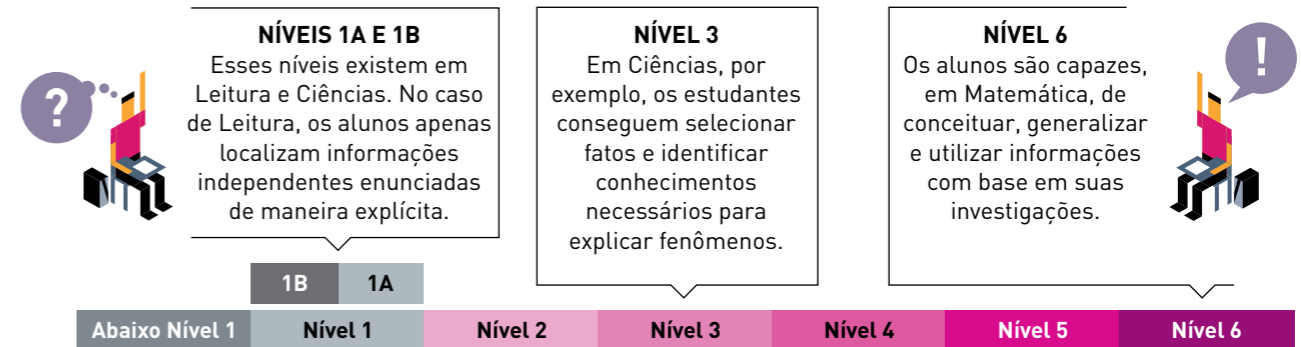 NÍVEIS 1A E 1B
Esses níveis existem em
Leitura e Ciências. No caso
de Leitura, os alunos apenas
localizam informações
independentes enunciadas
de maneira explícita.
NÍVEL 3
Em Ciências, por
exemplo, os estudantes
conseguem selecionar
fatos e identificar
conhecimentos
necessários para
explicar fenômenos.
NÍVEL 6
Os alunos são capazes,
em Matemática, de
conceituar, generalizar
e utilizar informações
com base em suas
investigações.
?
!
1B
1A
Abaixo Nível 1
Nível 1
Nível 2
Nível 3
Nível 4
Nível 5
Nível 6